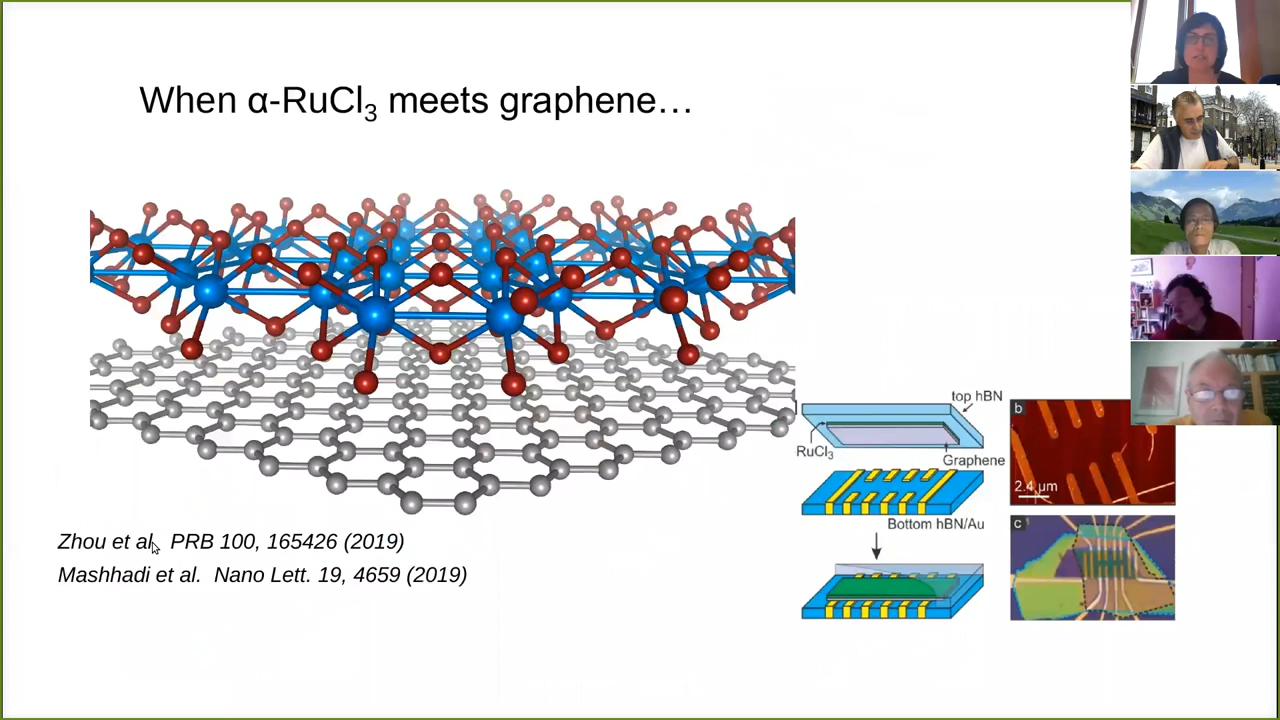 When α-RuCl3 meets graphene…
top hBN
RuCl3
Graphene
Bottom hBN/Au
b
2.4 µm
c
Zhou et al. PRB 100, 165426 (2019)
Mashhadi et al. Nano Lett. 19, 4659 (2019)